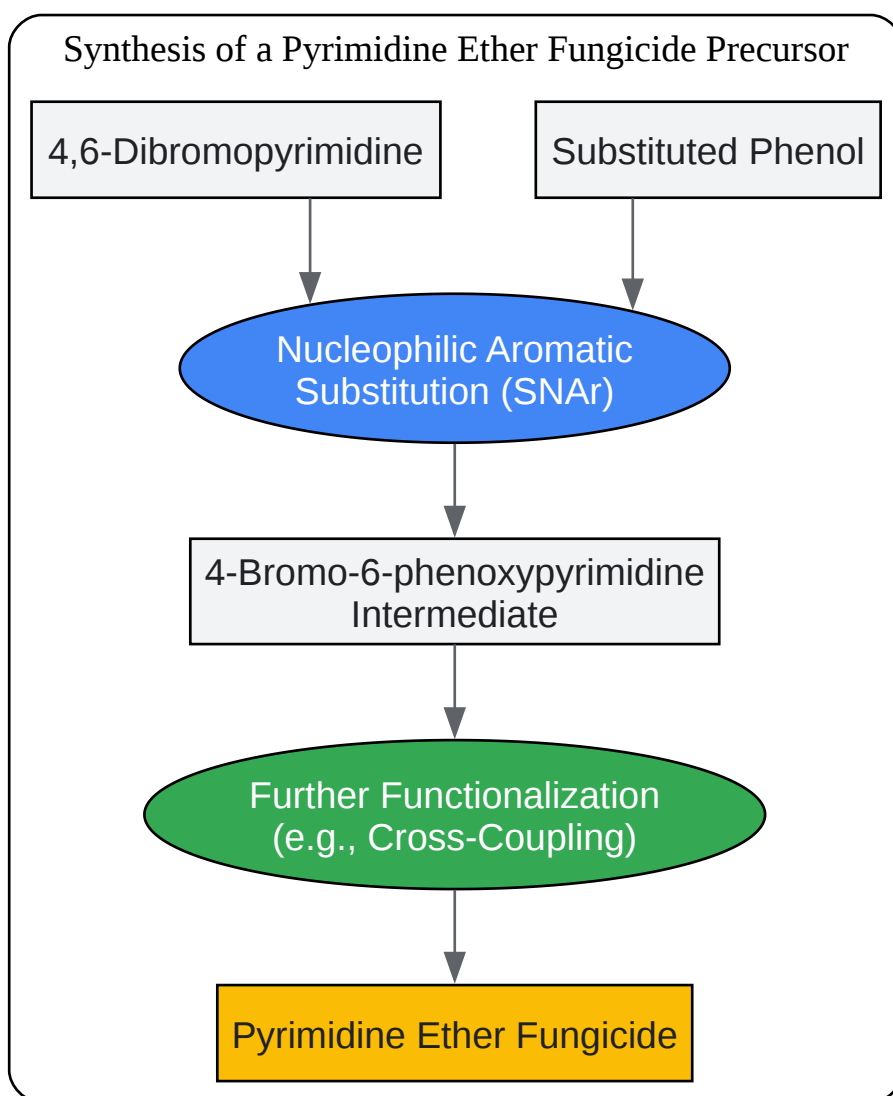 Synthesis of a Pyrimidine Ether Fungicide Precursor
4,6-Dibromopyrimidine
Substituted Phenol
Nucleophilic Aromatic
Substitution (SNAr)
4-Bromo-6-phenoxypyrimidine
Intermediate
Further Functionalization
(e.g., Cross-Coupling)
Pyrimidine Ether Fungicide